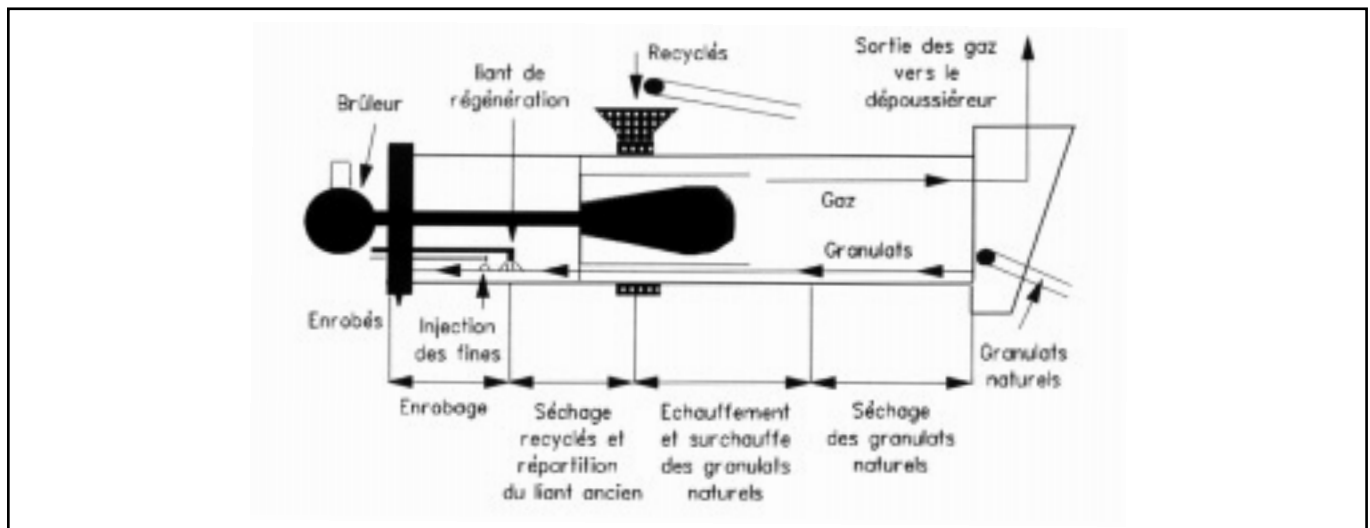 Recyclés
Sortie des gaz
vers le
dépoussiéreur
liant de
régénération
Brûleur
Gaz
Granulats
Enrobés
Injection
des fines
Granulats
naturels
Enrobage
Séchage
recyclés et
répartition
du liant ancien
Echauffement
et surchauffe
des granulats
naturels
Séchage
des granulats
naturels